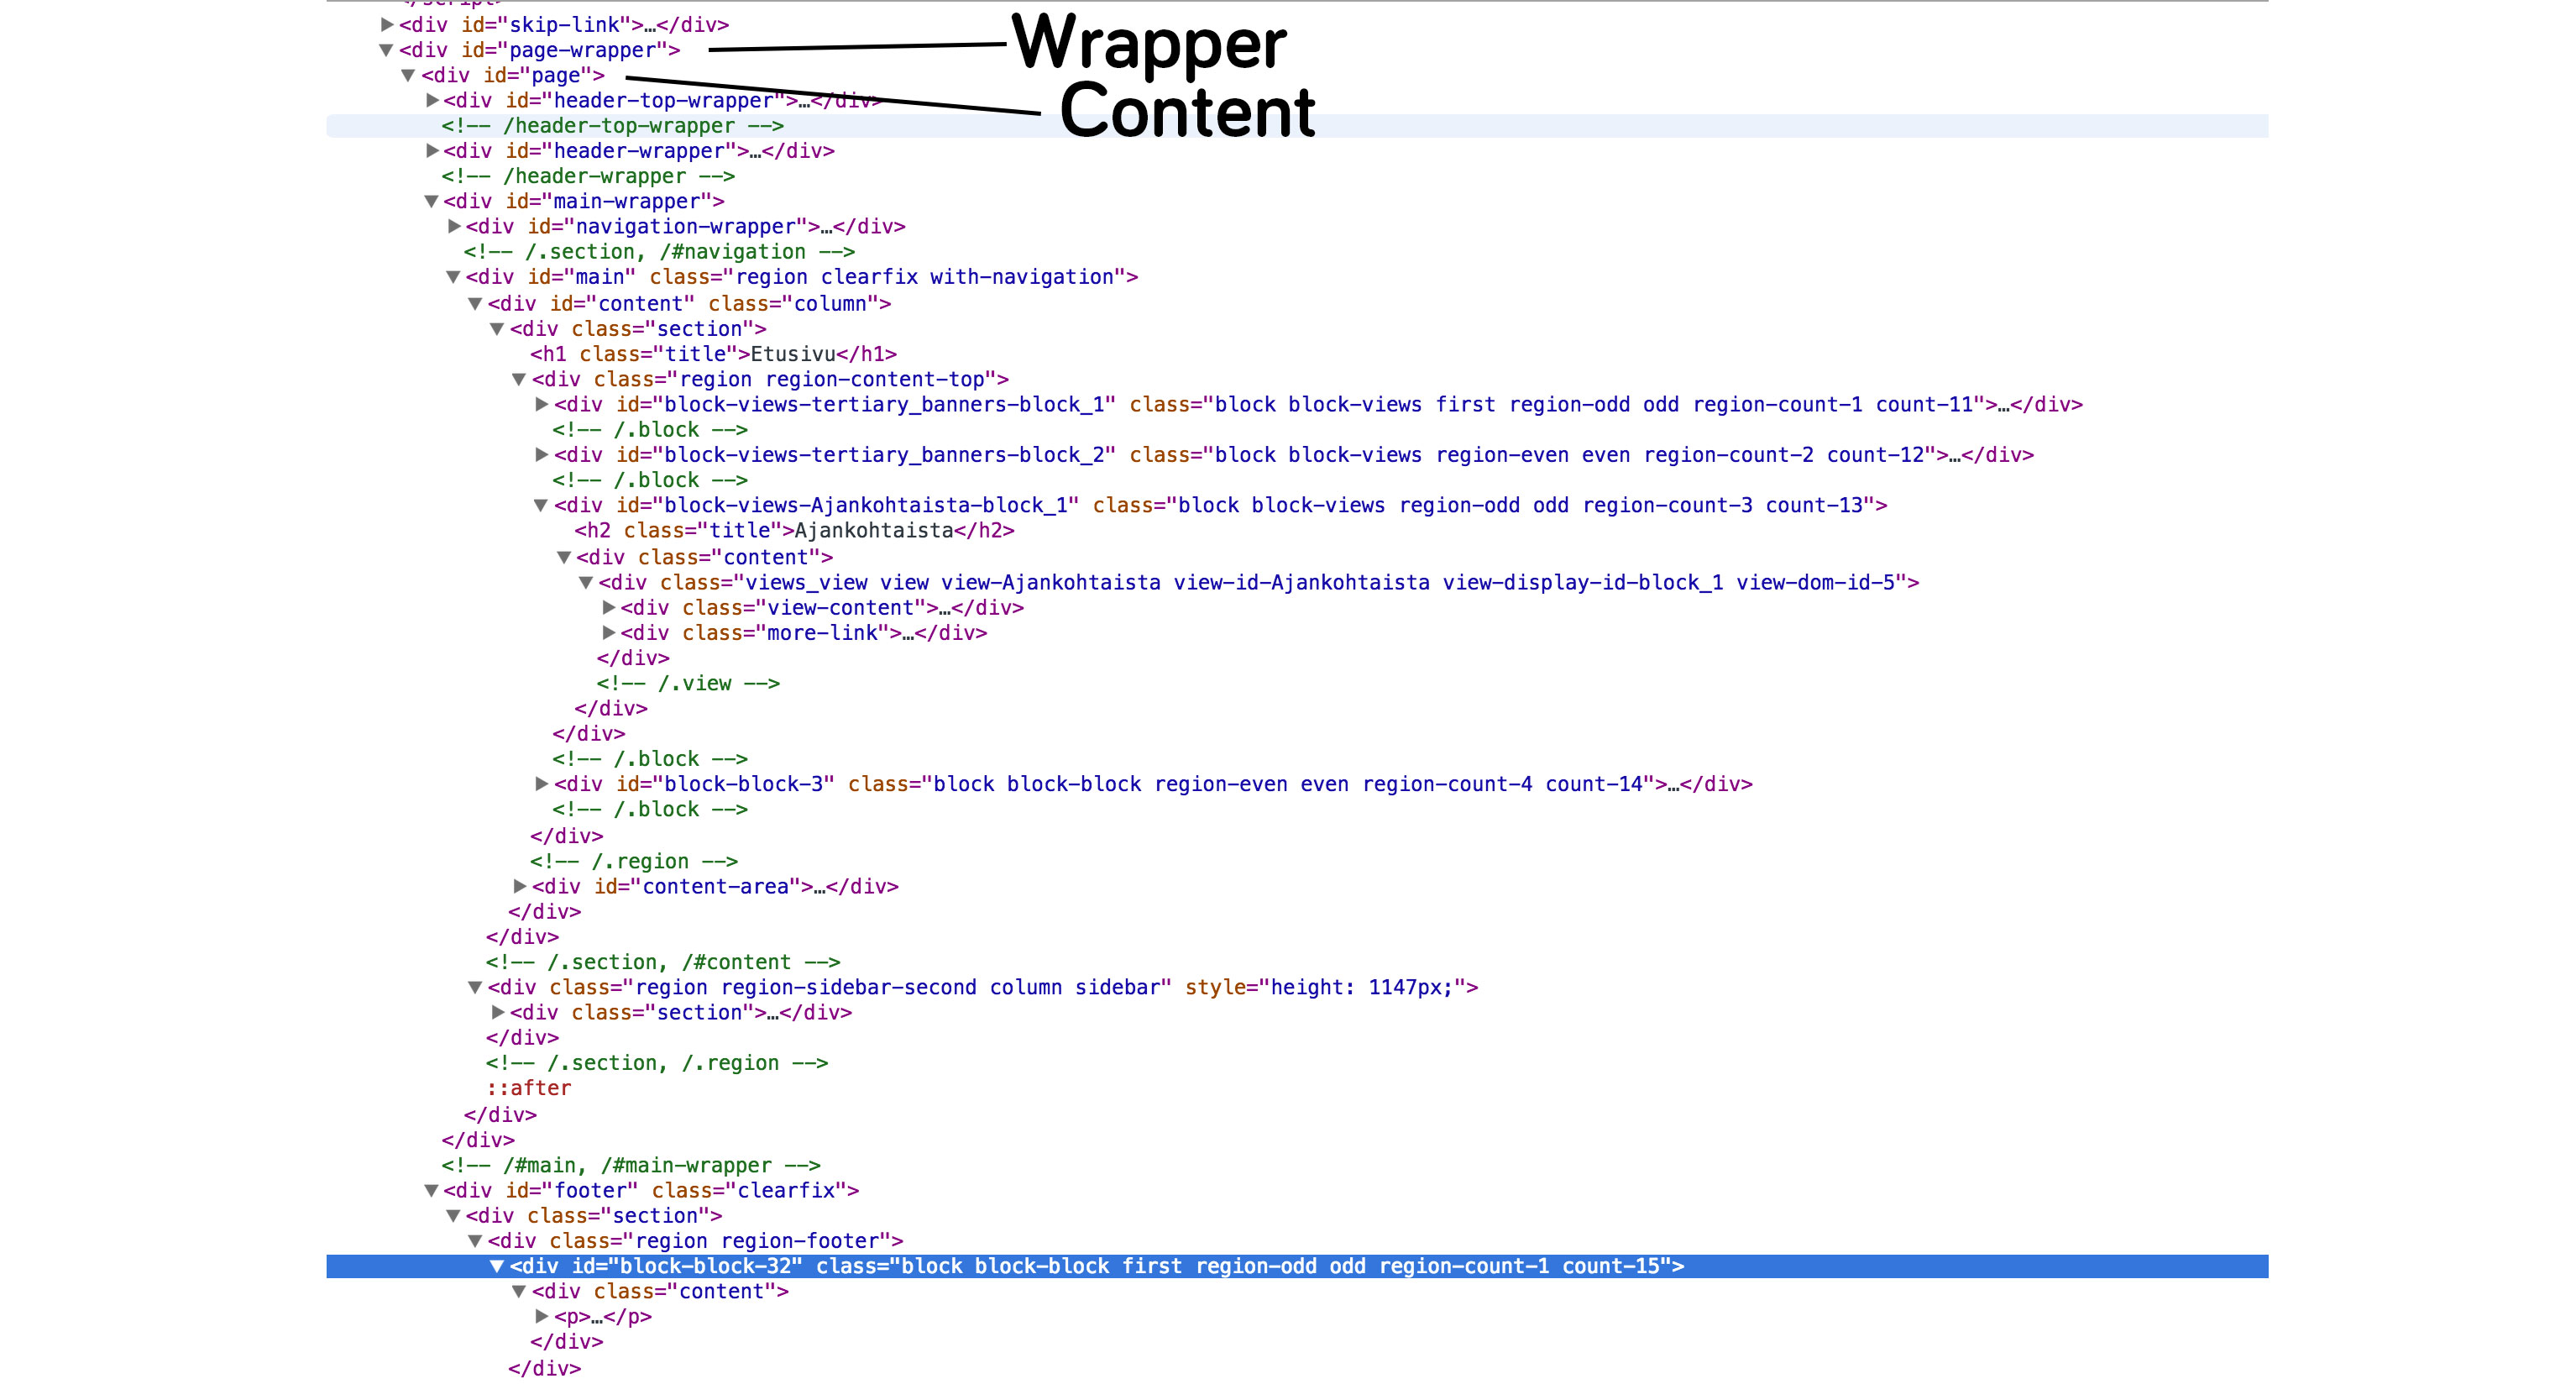 </script>
<div id="skip-link">…</div>
<div id="page-wrapper"> Wrapper
<div id="page"> Content
<div id="header-top-wrapper">…</div>
<!-- /header-top-wrapper -->
<div id="header-wrapper">…</div>
<!-- /header-wrapper -->
<div id="main-wrapper">
<div id="navigation-wrapper">…</div>
<!-- /.section, /#navigation -->
<div id="main" class="region clearfix with-navigation">
<div id="content" class="column">
<div class="section">
<h1 class="title">Etusivu</h1>
<div class="region region-content-top">
<div id="block-views-tertiary_banners-block_1" class="block block-views first region-odd odd region-count-1 count-11">…</div>
<!-- /.block -->
<div id="block-views-tertiary_banners-block_2" class="block block-views region-even even region-count-2 count-12">…</div>
<!-- /.block -->
<div id="block-views-Ajankohtaista-block_1" class="block block-views region-odd odd region-count-3 count-13">
<h2 class="title">Ajankohtaista</h2>
<div class="content">
<div class="views_view view view-Ajankohtaista view-id-Ajankohtaista view-display-id-block_1 view-dom-id-5">
<div class="view-content">…</div>
<div class="more-link">…</div>
</div>
<!-- /.view -->
</div>
</div>
<!-- /.block -->
<div id="block-block-3" class="block block-block region-even even region-count-4 count-14">…</div>
<!-- /.block -->
</div>
<!-- /.region -->
<div id="content-area">…</div>
</div>
</div>
<!-- /.section, /#content -->
<div class="region region-sidebar-second column sidebar" style="height: 1147px;">
<div class="section">…</div>
</div>
<!-- /.section, /.region -->
::after
</div>
</div>
<!-- /#main, /#main-wrapper -->
<div id="footer" class="clearfix">
<div class="section">
<div class="region region-footer">
<div id="block-block-32" class="block block-block first region-odd odd region-count-1 count-15">
<div class="content">
<p>…</p>
</div>
</div>